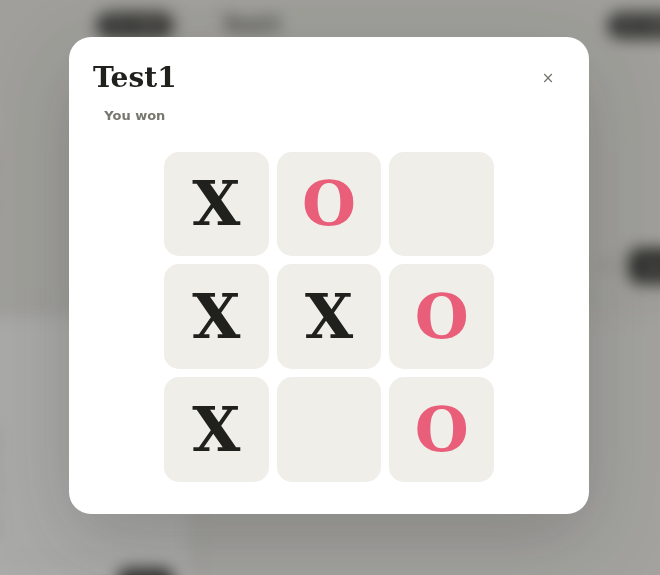 Test1
×
You won
X O
X X O
X O